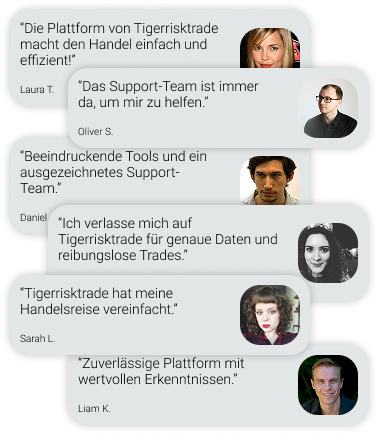 “Die Plattform von Tigerrisktrade
macht den Handel einfach und
effizient!”
Laura T.
“Das Support-Team ist immer
da, um mir zu helfen.”
Oliver S.
“Beeindruckende Tools und ein
ausgezeichnetes Support-
Team.”
Daniel
“Ich verlasse mich auf
Tigerrisktrade für genaue Daten und
reibungslose Trades.”
“Tigerrisktrade hat meine
Handelsreise vereinfacht.”
Sarah L.
“Zuverlässige Plattform mit
wertvollen Erkenntnissen.”
Liam K.